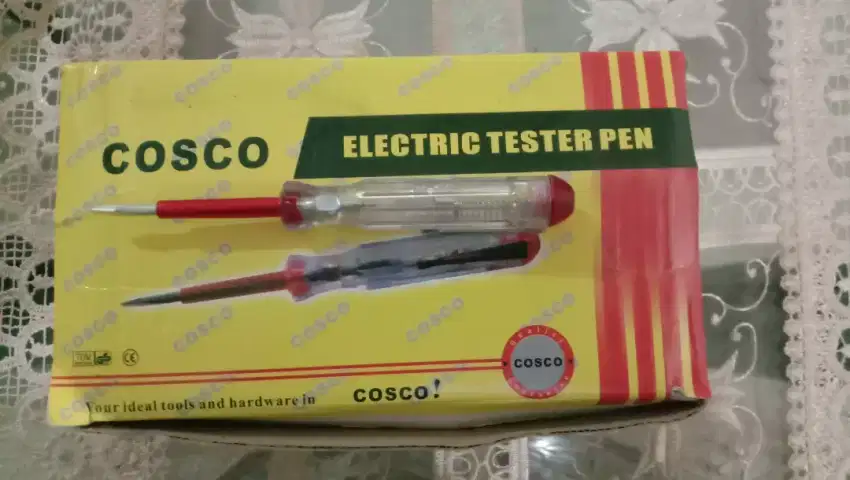 COSCO
ELECTRIC TESTER PEN
COSCO
Your ideal tools and hardware in
COSCO!